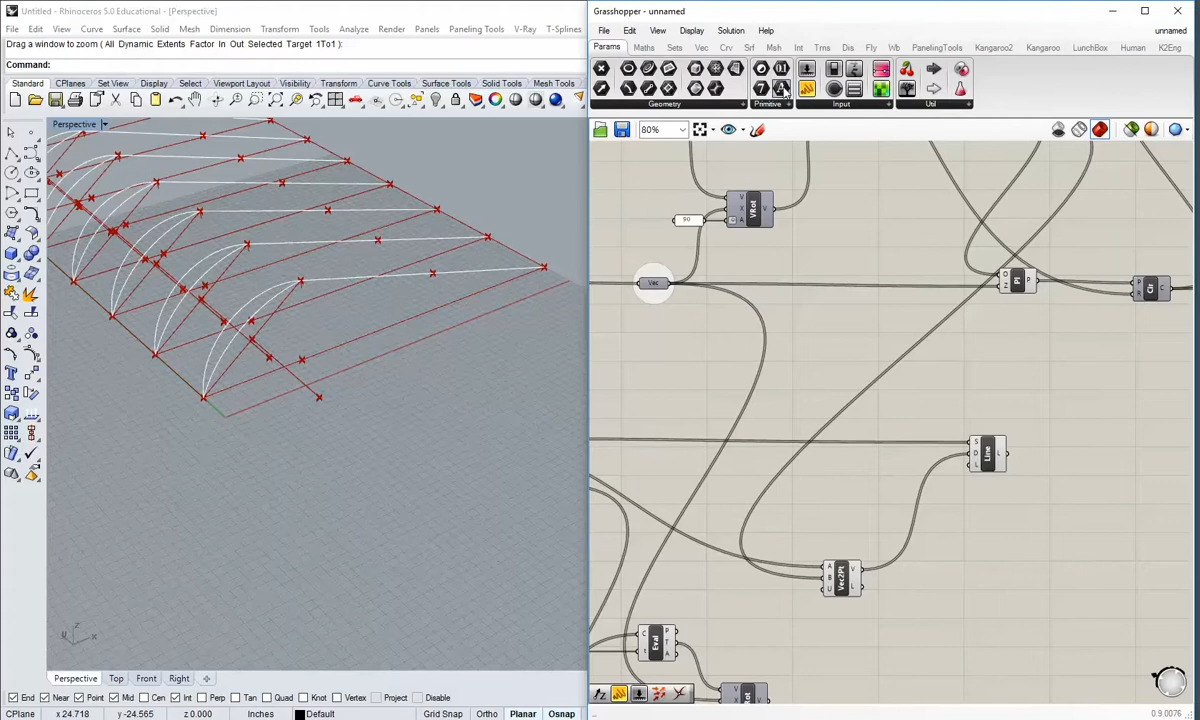 Untitled - Rhinoceros 5.0 Educational - [Perspective]
File Edit View Curve Surface Solid Mesh Dimension Transform Tools Analyze Render Panels V-Ray T-Splines
Drag a window to zoom ( All Dynamic Extents Factor In Out Selected Target 1To1 ):
Command:
Standard CPlanes Set View Display Select Viewport Layout Visibility Transform Curve Tools Surface Tools Solid Tools Mesh Tools
Perspective
z
x
Perspective Top Front Right
End Near Point Mid Cen Int Perp Tan Quad Knot Vertex Project Disable
CPlane x 24.718 y -24.565 z 0.000 Inches Default Grid Snap Ortho Planar Osnap
Grasshopper - unnamed
File Edit View Display Solution Help
unnamed
Params Maths Sets Vec Crv Srf Msh Int Trns Dis Fly Wb PanelingTools Kangaroo2 Kangaroo LunchBox Human K2Eng
Geometry Primitive Input Util
80%
V
X
A
VRot
V
90
Vec
O
Z
Pl
P
P
R
Cir
C
S
D
L
Line
L
A
B
U
Vec2Pt
V
L
C
t
Eval
P
T
A
V
V
0.9.0076